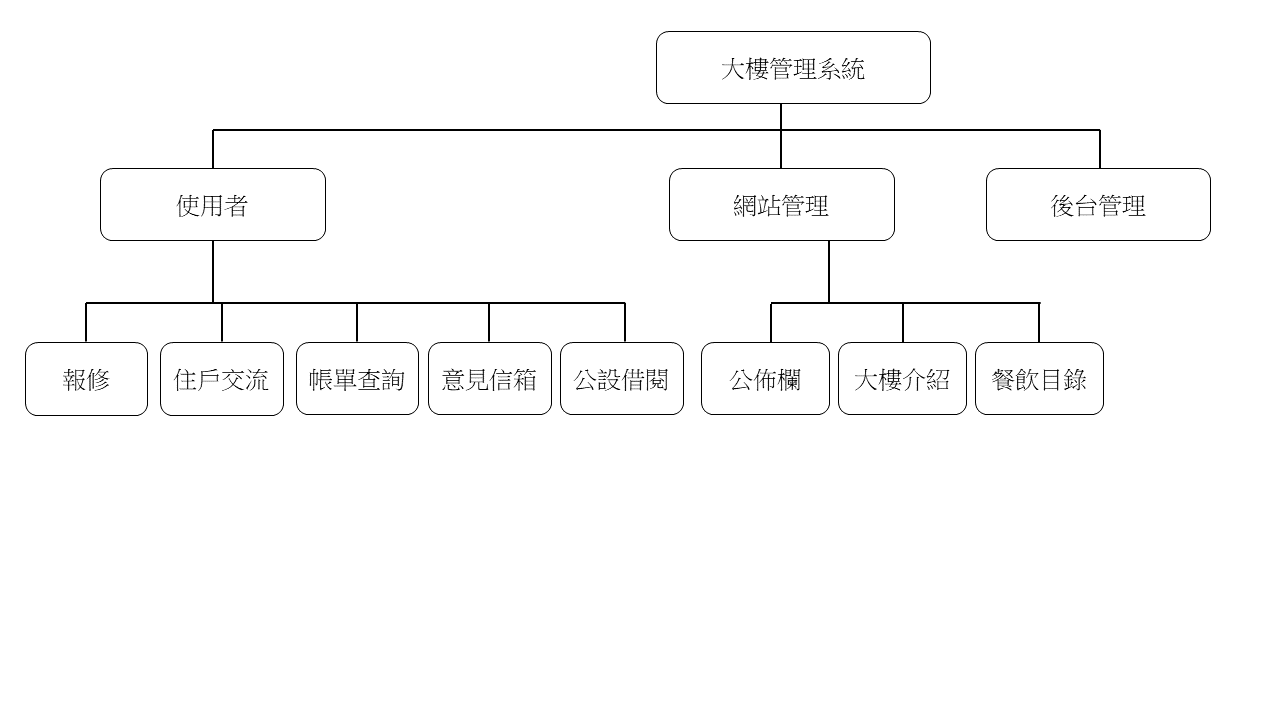 大樓管理系統
使用者
網站管理
後台管理
報修
住戶交流
帳單查詢
意見信箱
公設借閱
公佈欄
大樓介紹
餐飲目錄